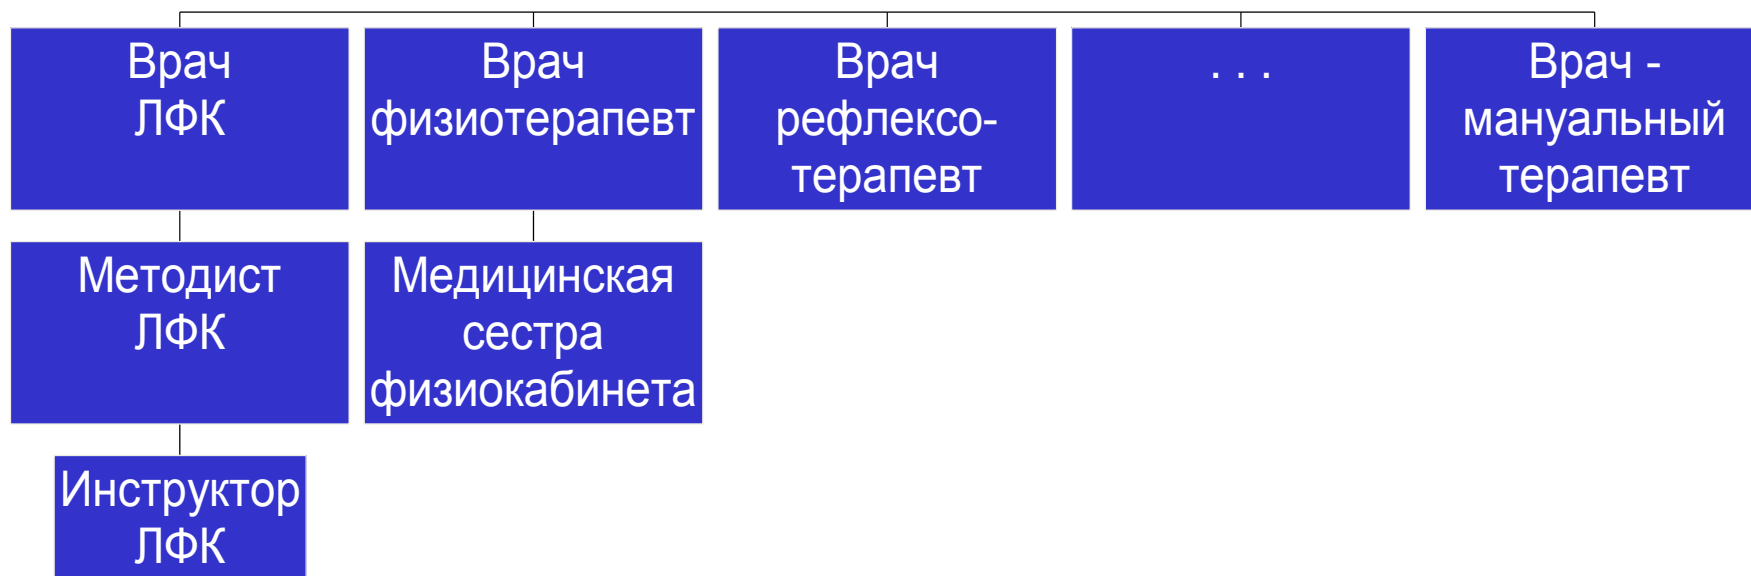 Врач
ЛФК
Врач
физиотерапевт
Врач
рефлексо-
терапевт
. . .
Врач -
мануальный
терапевт
Методист
ЛФК
Медицинская
сестра
физиокабинета
Инструктор
ЛФК